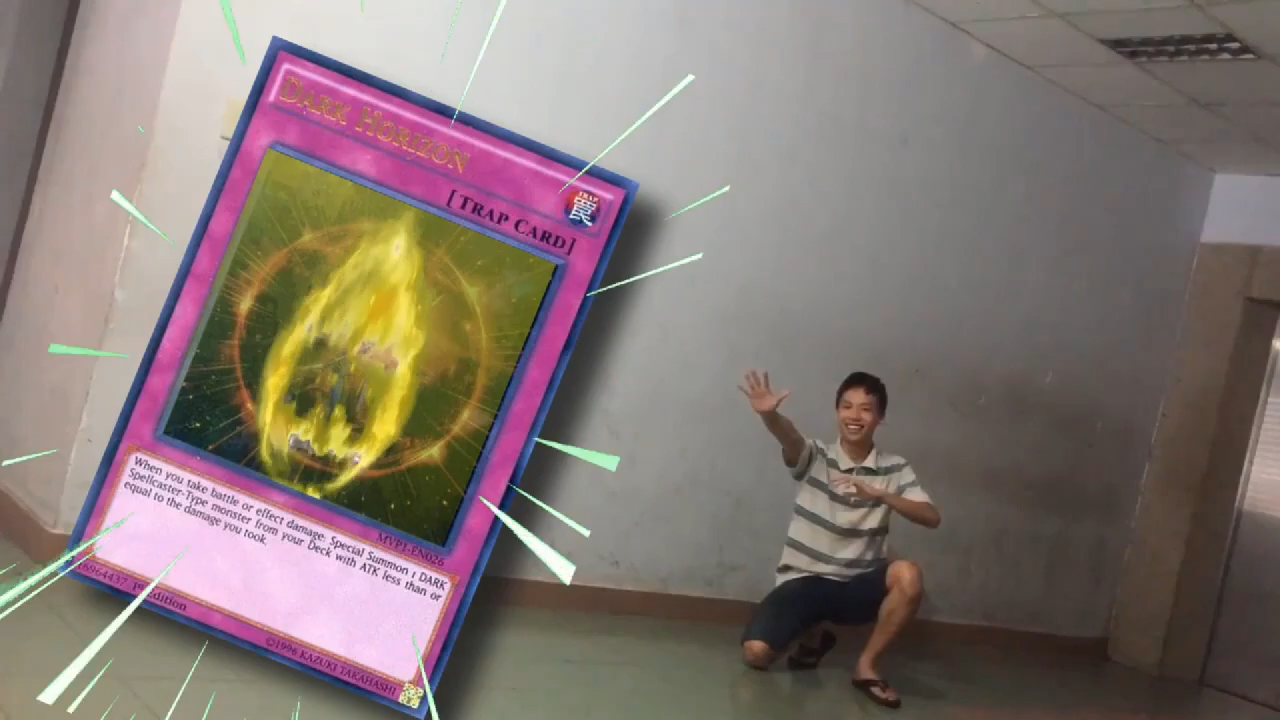 DARK HORIZON
TRAP
[TRAP CARD]
MVP1-EN026
When you take battle or effect damage: Special Summon 1 DARK
Spellcaster-Type monster from your Deck with ATK less than or
equal to the damage you took.
1st Edition
©1996 KAZUKI TAKAHASHI